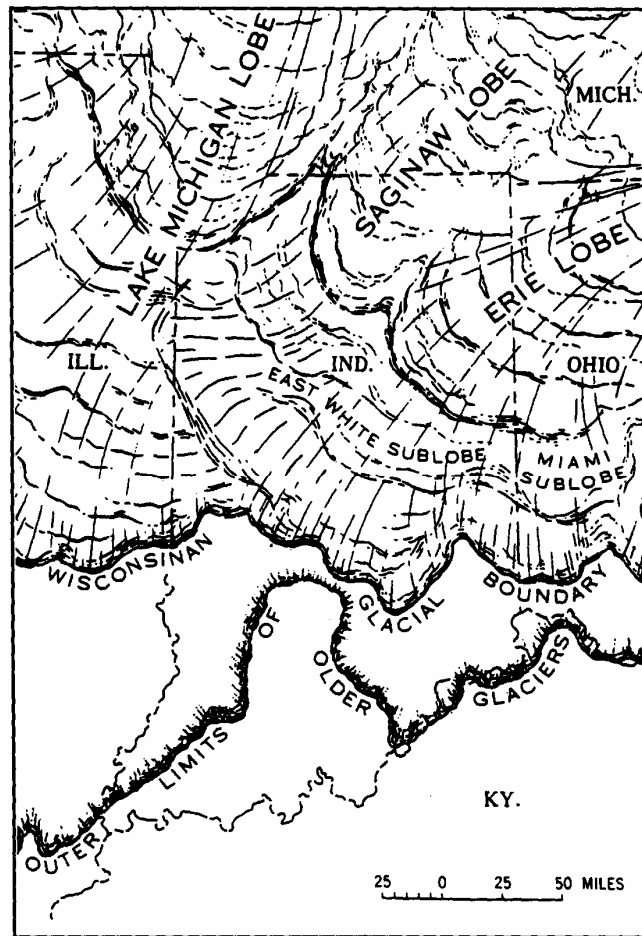 LAKE MICHIGAN LOBE
SAGINAW LOBE
MICH.
ERIE LOBE
ILL.
IND.
OHIO
EAST WHITE SUBLOBE
MIAMI
SUBLOBE
WISCONSINAN GLACIAL BOUNDARY
OUTER LIMITS OF OLDER GLACIERS
KY.
25 0 25 50 MILES